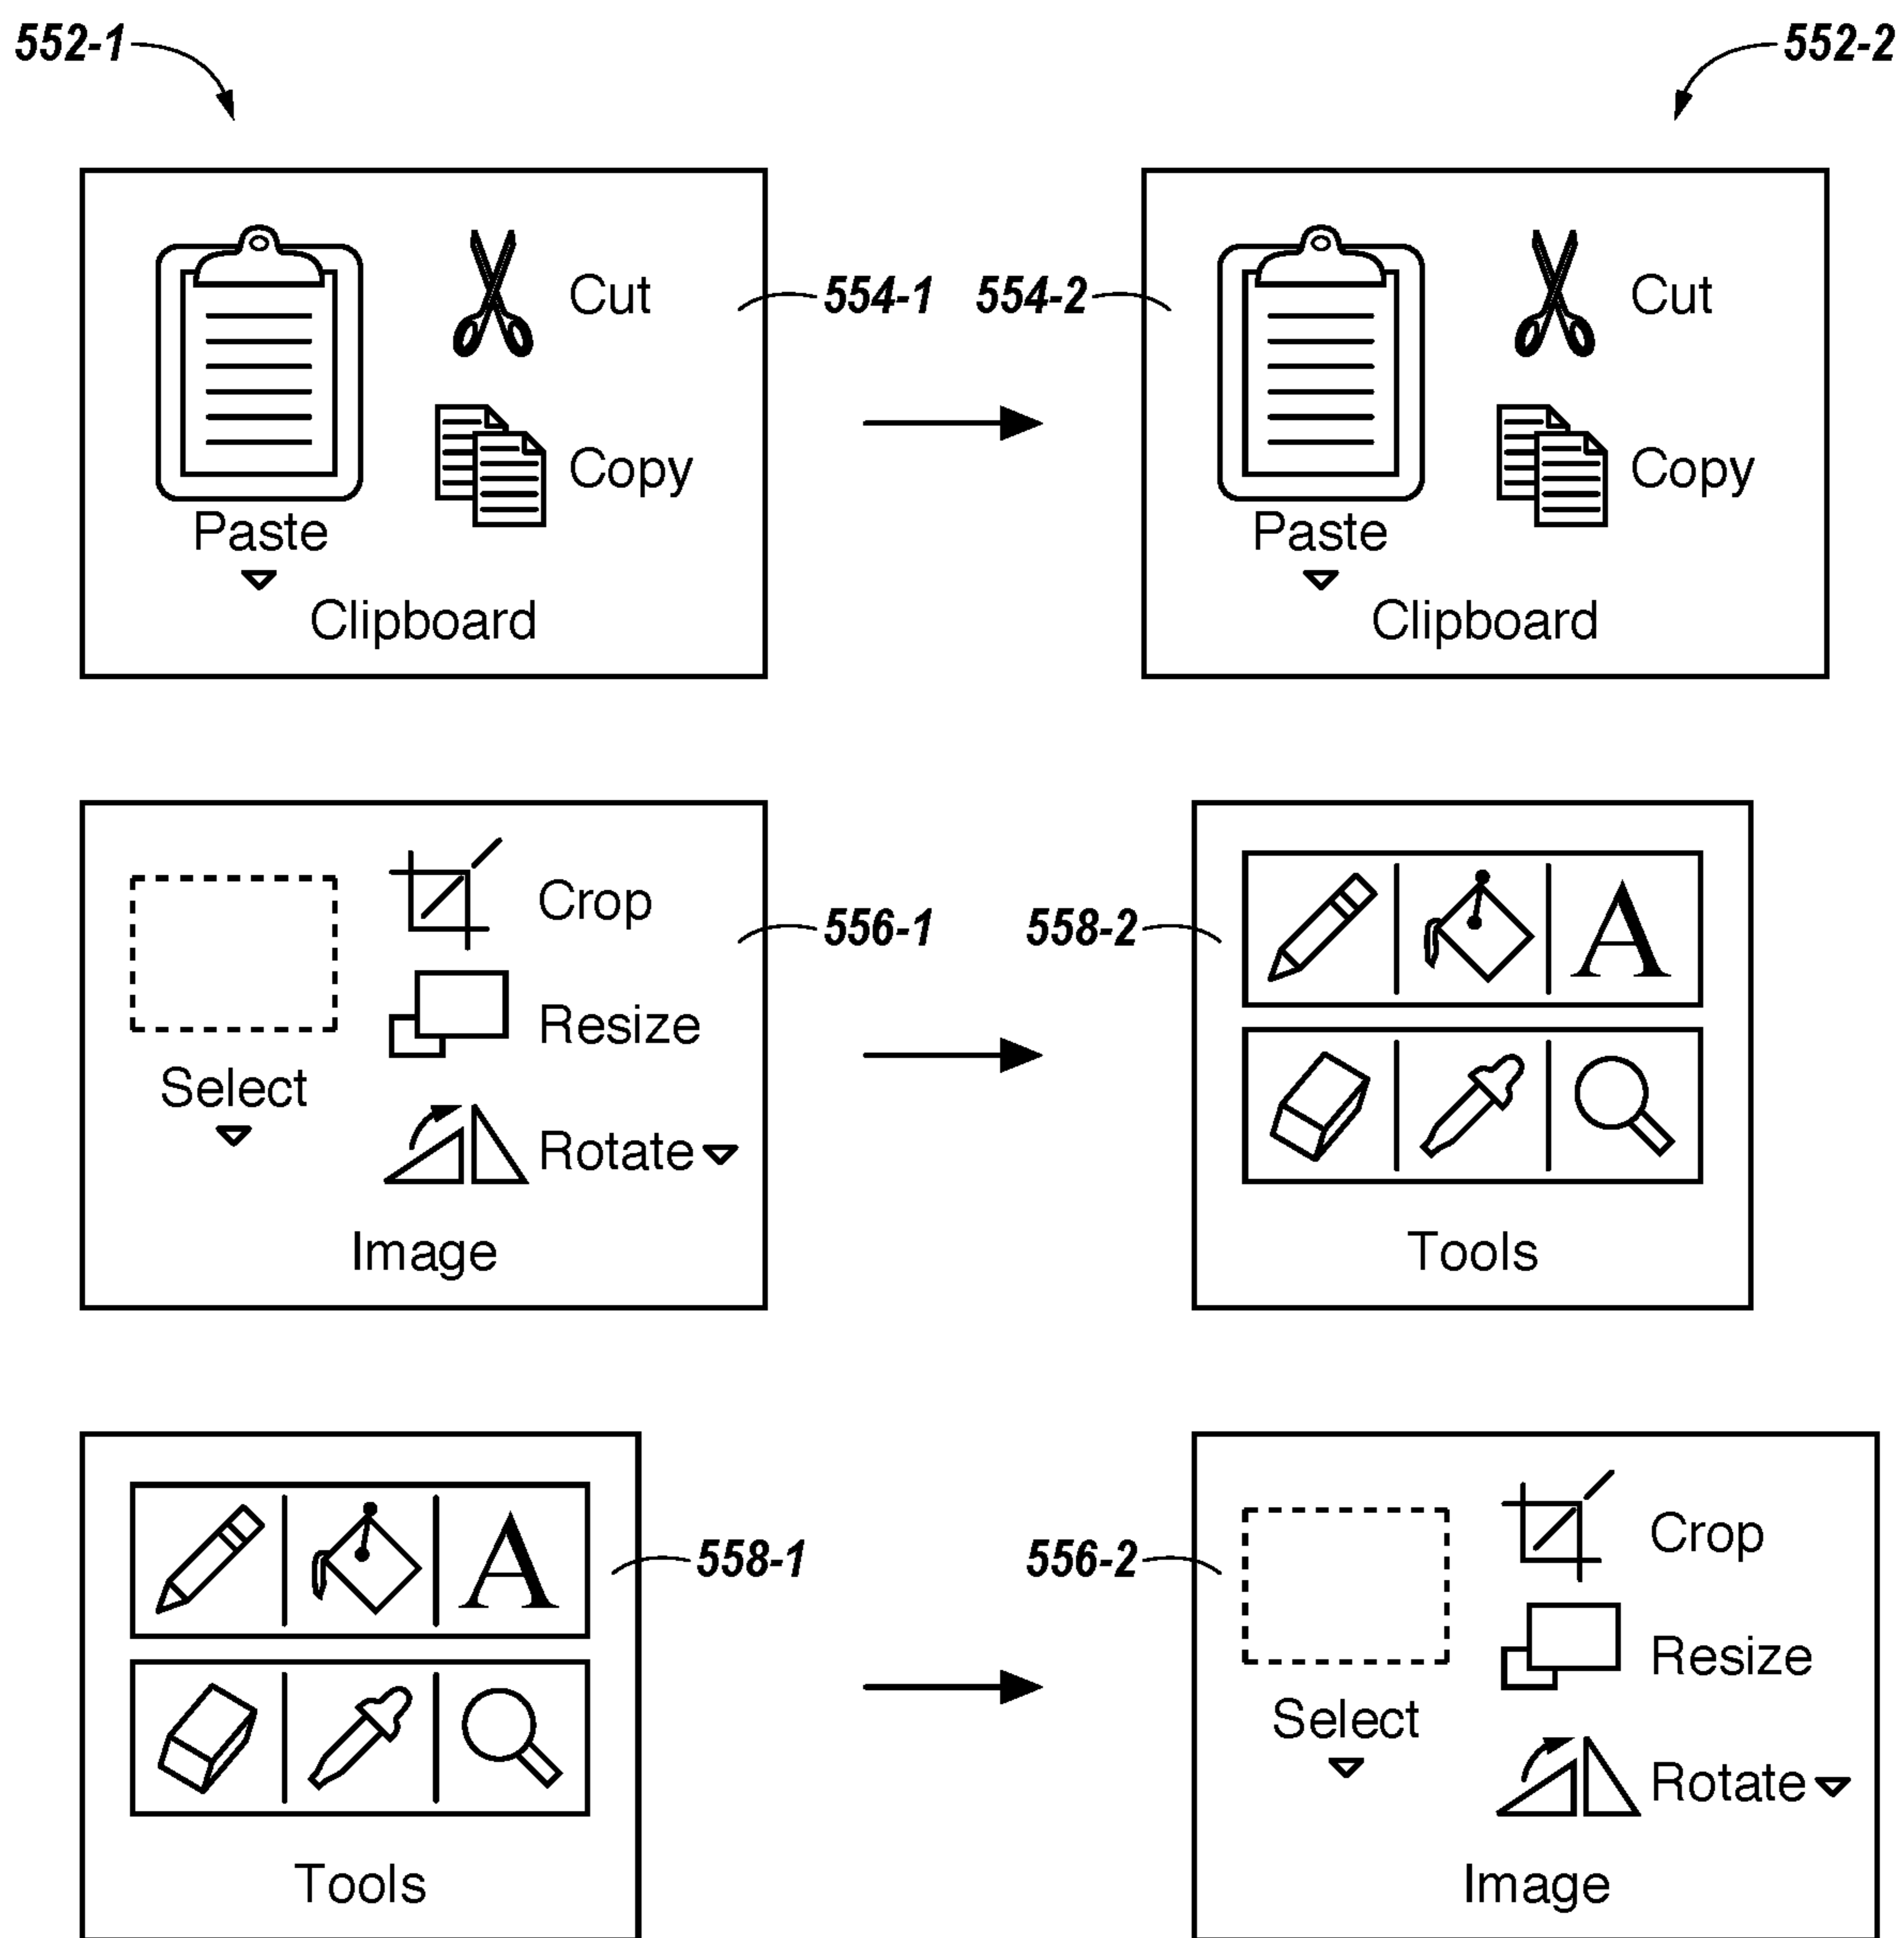 552-1
552-2
Cut
554-1
554-2
Cut
Copy
Copy
Paste
Paste
Clipboard
Clipboard
Crop
556-1
558-2
A
Resize
Select
Rotate
Image
Tools
A
558-1
556-2
Crop
Resize
Select
Rotate
Tools
Image